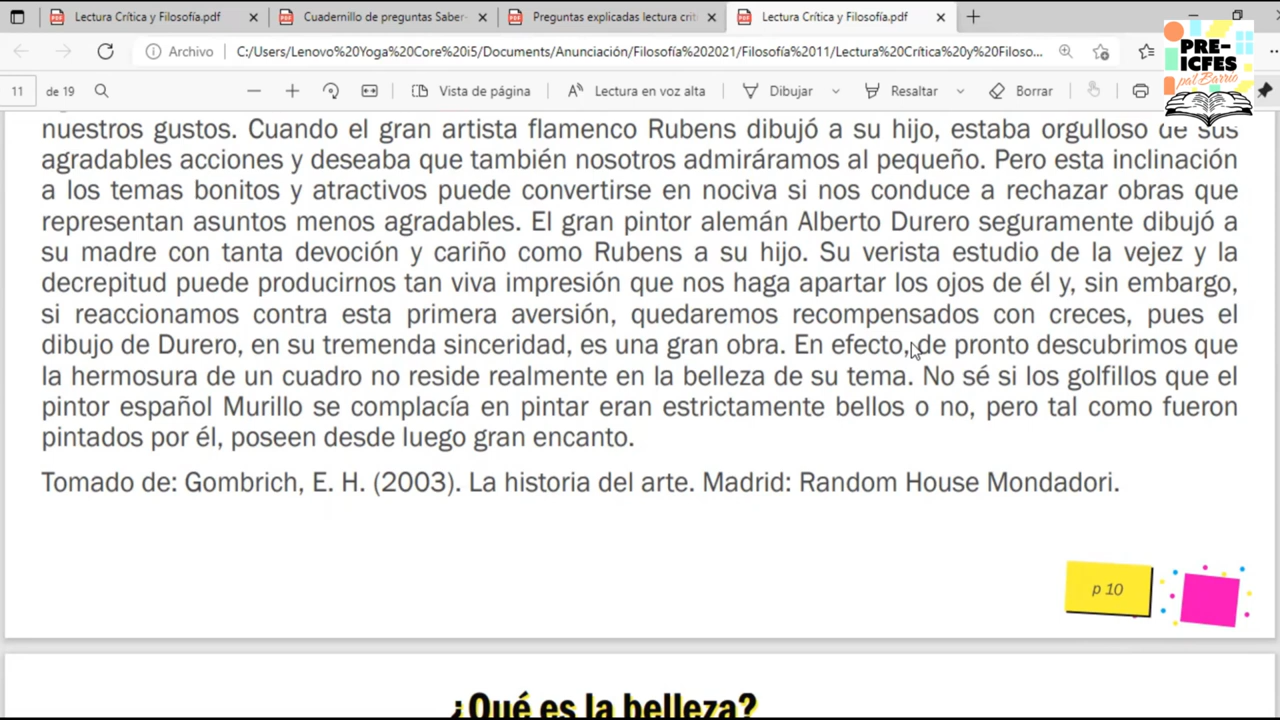 Lectura Crítica y Filosofía.pdf
Cuadernillo de preguntas Saber-
Preguntas explicadas lectura crit
Lectura Crítica y Filosofía.pdf
Archivo
C:/Users/Lenovo%20Yoga%20Core%20i5/Documents/Anunciación/Filosofía%202021/Filosofía%2011/Lectura%20Crítica%20y%20Filoso...
PRE-
ICFES
pa'l Barrio
11 de 19
Vista de página
Lectura en voz alta
Dibujar
Resaltar
Borrar
nuestros gustos. Cuando el gran artista flamenco Rubens dibujó a su hijo, estaba orgulloso de sus
agradables acciones y deseaba que también nosotros admiráramos al pequeño. Pero esta inclinación
a los temas bonitos y atractivos puede convertirse en nociva si nos conduce a rechazar obras que
representan asuntos menos agradables. El gran pintor alemán Alberto Durero seguramente dibujó a
su madre con tanta devoción y cariño como Rubens a su hijo. Su verista estudio de la vejez y la
decrepitud puede producirnos tan viva impresión que nos haga apartar los ojos de él y, sin embargo,
si reaccionamos contra esta primera aversión, quedaremos recompensados con creces, pues el
dibujo de Durero, en su tremenda sinceridad, es una gran obra. En efecto, de pronto descubrimos que
la hermosura de un cuadro no reside realmente en la belleza de su tema. No sé si los golfillos que el
pintor español Murillo se complacía en pintar eran estrictamente bellos o no, pero tal como fueron
pintados por él, poseen desde luego gran encanto.
Tomado de: Gombrich, E. H. (2003). La historia del arte. Madrid: Random House Mondadori.
p 10
¿Qué es la belleza?